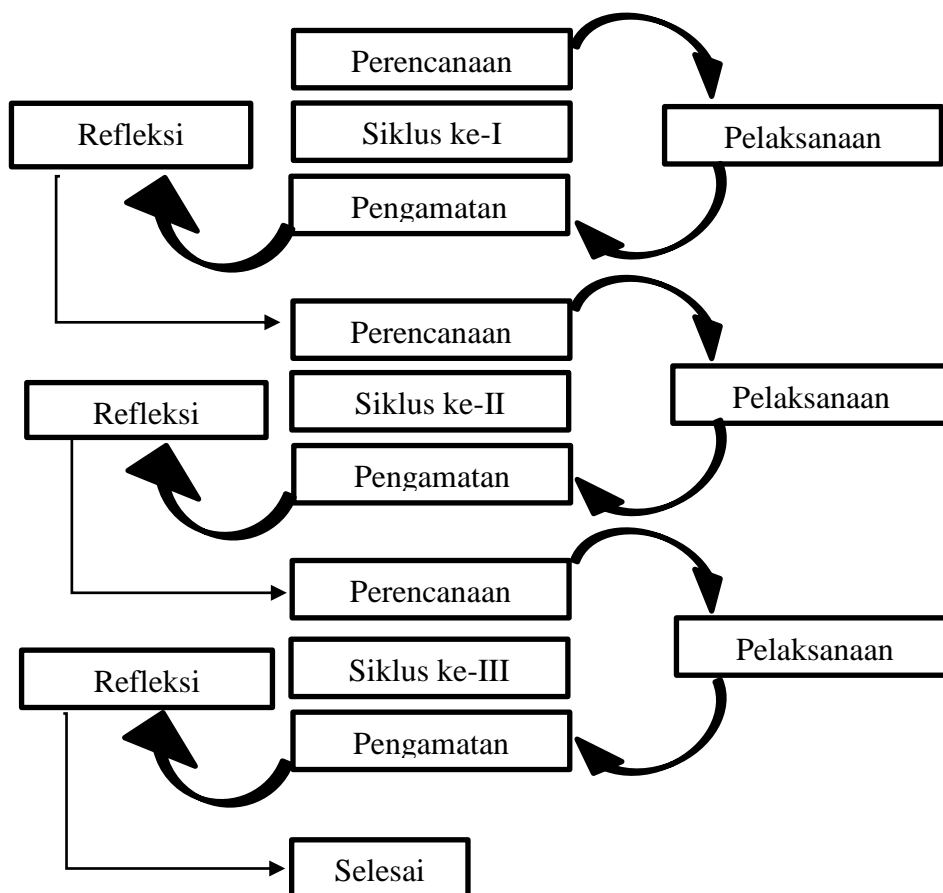 Perencanaan
Refleksi
Siklus ke-I
Pelaksanaan
Pengamatan
Perencanaan
Refleksi
Siklus ke-II
Pelaksanaan
Pengamatan
Perencanaan
Refleksi
Siklus ke-III
Pelaksanaan
Pengamatan
Selesai